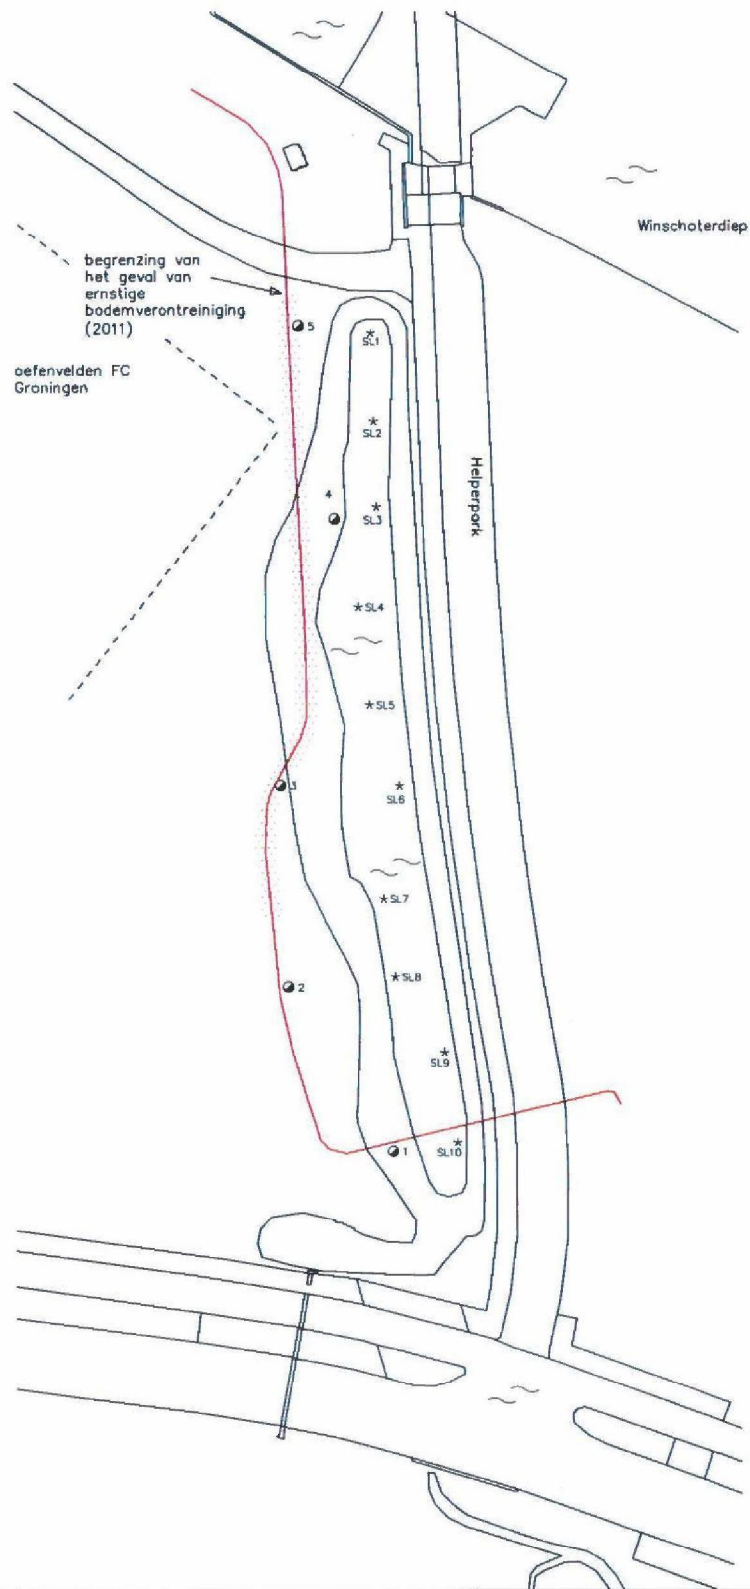 Winschoterdiep
begrenzing van
het geval van
ernstige
bodemverontreiniging
(2011)
5
SL1
oefenvelden FC
Groningen
SL2
Helperpark
4
SL3
SL4
SL5
3
SL6
SL7
SL8
2
SL9
1
SL10